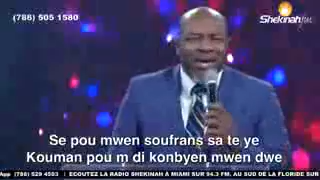 (786) 505 1580
Shekinah.fm
Se pou mwen soufrans sa te ye
Kouman pou m di konbyen mwen dwe
APP / (786) 529 4503 | ECOUTEZ LA RADIO SHEKINAH À MIAMI SUR 94.3 FM. AU SUD DE LA FLORIDE SUR